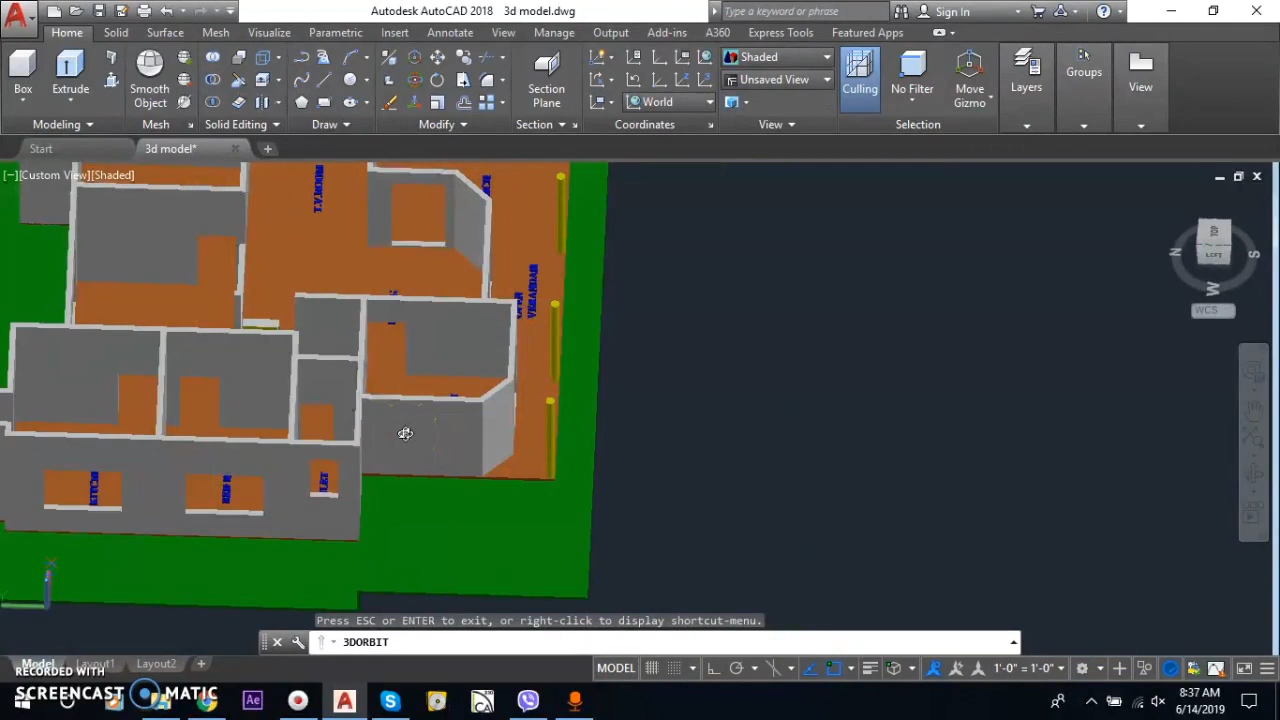 Autodesk AutoCAD 2018 3d model.dwg
Type a keyword or phrase
Sign In
Home Solid Surface Mesh Visualize Parametric Insert Annotate View Manage Output Add-ins A360 Express Tools Featured Apps
Box
Extrude
Smooth Object
Section Plane
Shaded
Unsaved View
World
Culling
No Filter
Move Gizmo
Layers
Groups
View
Modeling
Mesh
Solid Editing
Draw
Modify
Section
Coordinates
View
Selection
Start
3d model*
[−][Custom View][Shaded]
T.V.ROOM
VERANDAH
TOP
LEFT
N
S
W
WCS
X
Y
Press ESC or ENTER to exit, or right-click to display shortcut-menu.
3DORBIT
Model Layout1 Layout2
MODEL
1'-0" = 1'-0"
RECORDED WITH
SCREENCAST MATIC
Ae
8:37 AM
6/14/2019